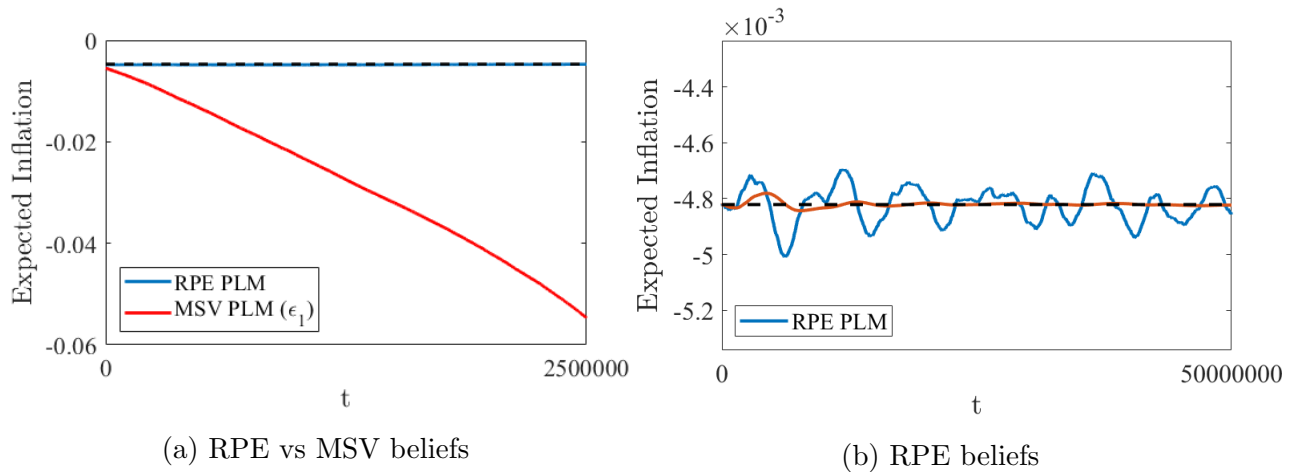 0
-0.02
-0.04
-0.06
Expected Inflation
RPE PLM
MSV PLM (ϵ₁)
0
2500000
t
(a) RPE vs MSV beliefs
×10⁻³
-4.4
-4.6
-4.8
-5
-5.2
Expected Inflation
RPE PLM
0
50000000
t
(b) RPE beliefs